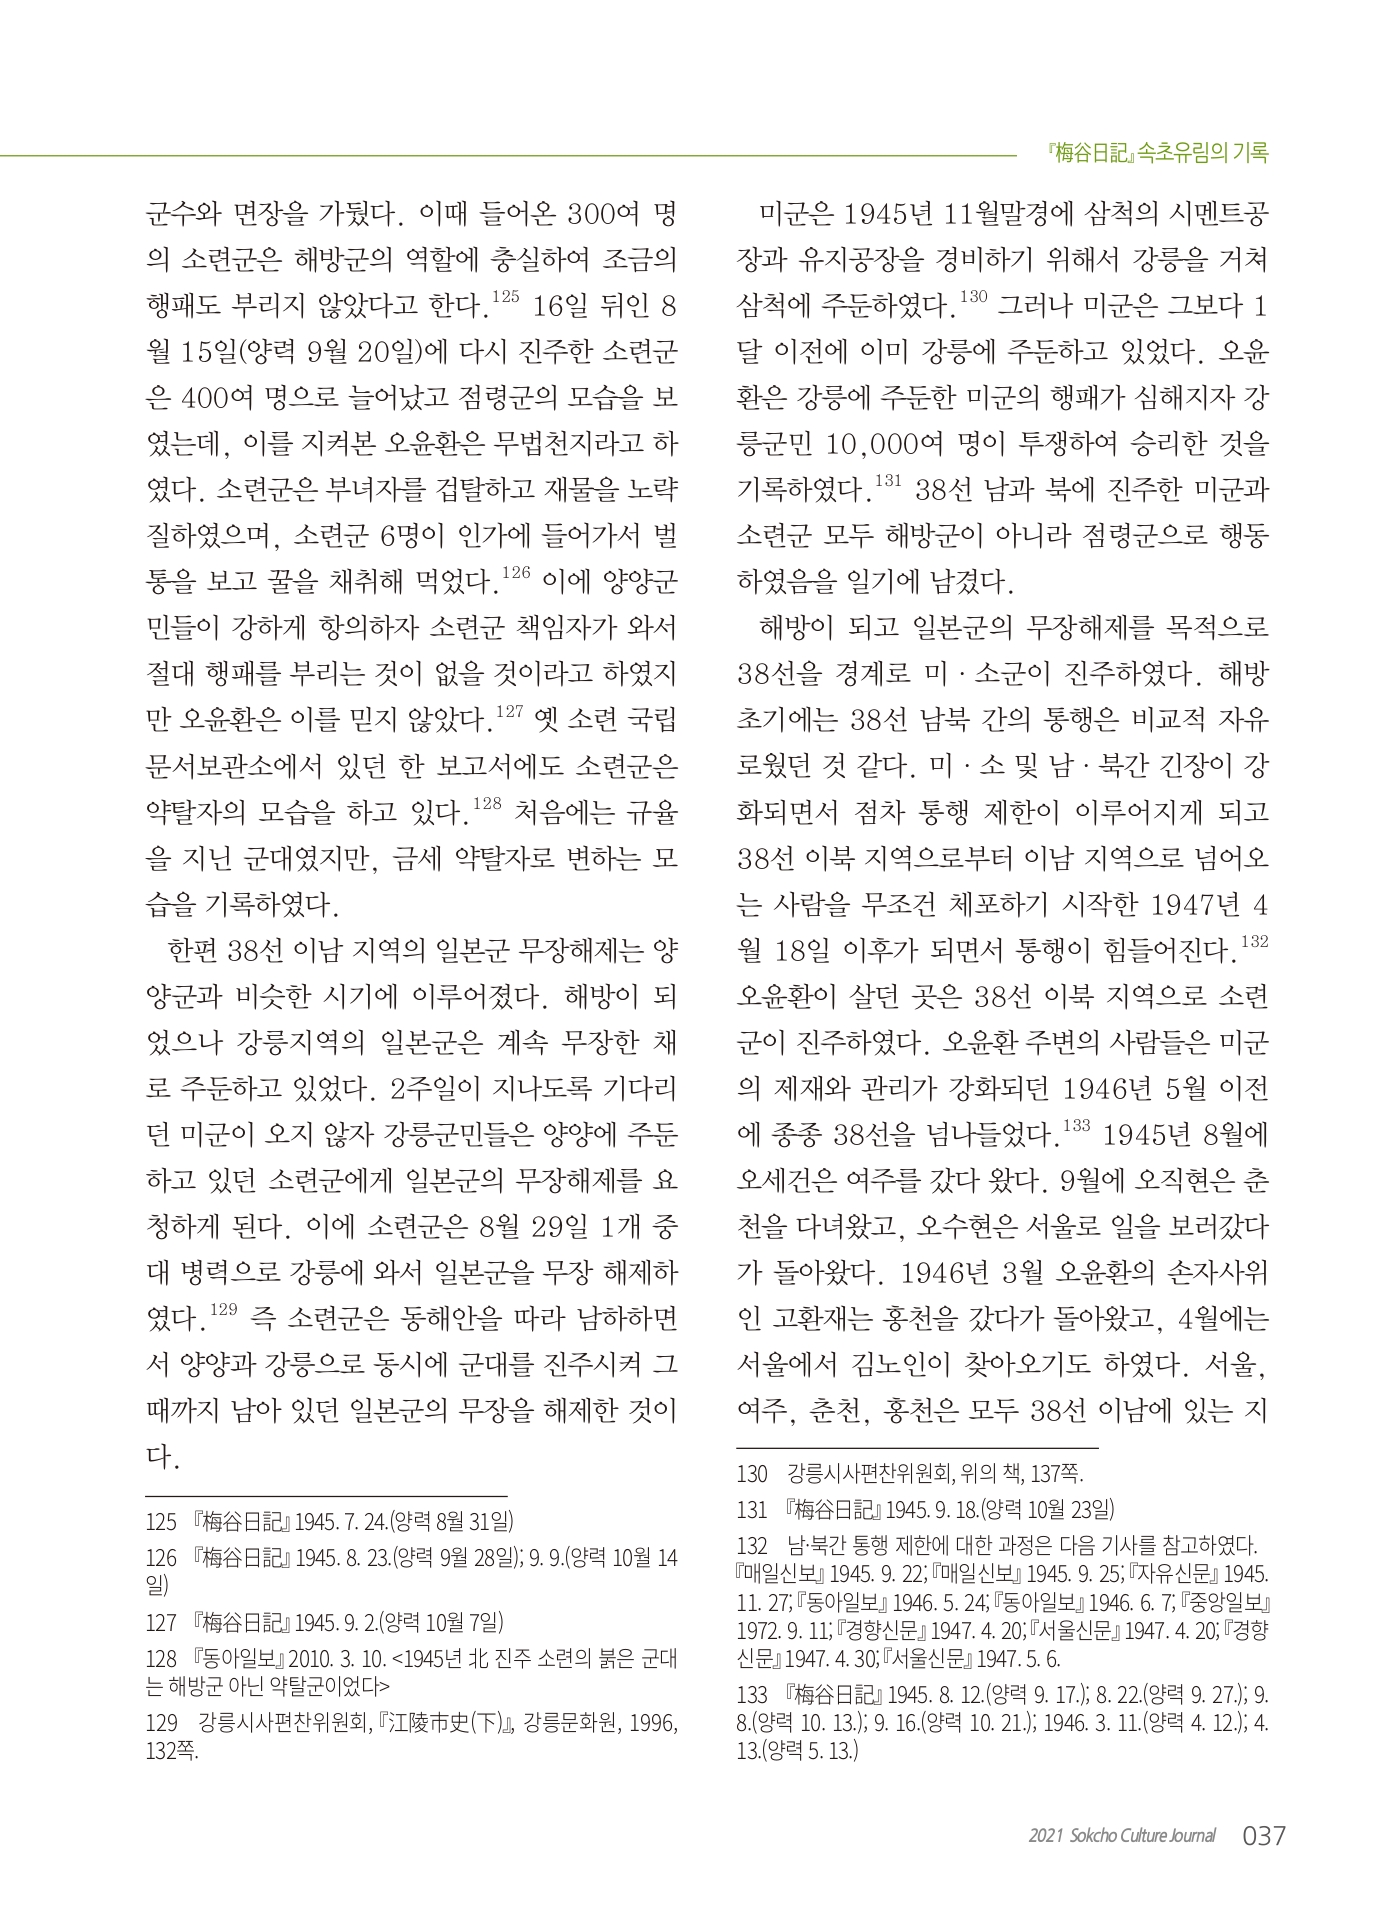 『梅谷日記』 속초유림의 기록
군수와 면장을 가뒀다. 이때 들어온 300여 명
의 소련군은 해방군의 역할에 충실하여 조금의
행패도 부리지 않았다고 한다.125 16일 뒤인 8
월 15일(양력 9월 20일)에 다시 진주한 소련군
은 400여 명으로 늘어났고 점령군의 모습을 보
였는데, 이를 지켜본 오윤환은 무법천지라고 하
였다. 소련군은 부녀자를 겁탈하고 재물을 노략
질하였으며, 소련군 6명이 인가에 들어가서 벌
통을 보고 꿀을 채취해 먹었다.126 이에 양양군
민들이 강하게 항의하자 소련군 책임자가 와서
절대 행패를 부리는 것이 없을 것이라고 하였지
만 오윤환은 이를 믿지 않았다.127 옛 소련 국립
문서보관소에서 있던 한 보고서에도 소련군은
약탈자의 모습을 하고 있다.128 처음에는 규율
을 지닌 군대였지만, 금세 약탈자로 변하는 모
습을 기록하였다.
한편 38선 이남 지역의 일본군 무장해제는 양
양군과 비슷한 시기에 이루어졌다. 해방이 되
었으나 강릉지역의 일본군은 계속 무장한 채
로 주둔하고 있었다. 2주일이 지나도록 기다리
던 미군이 오지 않자 강릉군민들은 양양에 주둔
하고 있던 소련군에게 일본군의 무장해제를 요
청하게 된다. 이에 소련군은 8월 29일 1개 중
대 병력으로 강릉에 와서 일본군을 무장 해제하
였다.129 즉 소련군은 동해안을 따라 남하하면
서 양양과 강릉으로 동시에 군대를 진주시켜 그
때까지 남아 있던 일본군의 무장을 해제한 것이
다.
125 『梅谷日記』 1945. 7. 24.(양력 8월 31일)
126 『梅谷日記』 1945. 8. 23.(양력 9월 28일); 9. 9.(양력 10월 14
일)
127 『梅谷日記』 1945. 9. 2.(양력 10월 7일)
128 『동아일보』 2010. 3. 10. <1945년 北 진주 소련의 붉은 군대
는 해방군 아닌 약탈군이었다>
129 강릉시사편찬위원회, 『江陵市史(下)』, 강릉문화원, 1996,
132쪽.
미군은 1945년 11월말경에 삼척의 시멘트공
장과 유지공장을 경비하기 위해서 강릉을 거쳐
삼척에 주둔하였다.130 그러나 미군은 그보다 1
달 이전에 이미 강릉에 주둔하고 있었다. 오윤
환은 강릉에 주둔한 미군의 행패가 심해지자 강
릉군민 10,000여 명이 투쟁하여 승리한 것을
기록하였다.131 38선 남과 북에 진주한 미군과
소련군 모두 해방군이 아니라 점령군으로 행동
하였음을 일기에 남겼다.
해방이 되고 일본군의 무장해제를 목적으로
38선을 경계로 미·소군이 진주하였다. 해방
초기에는 38선 남북 간의 통행은 비교적 자유
로웠던 것 같다. 미·소 및 남·북간 긴장이 강
화되면서 점차 통행 제한이 이루어지게 되고
38선 이북 지역으로부터 이남 지역으로 넘어오
는 사람을 무조건 체포하기 시작한 1947년 4
월 18일 이후가 되면서 통행이 힘들어진다.132
오윤환이 살던 곳은 38선 이북 지역으로 소련
군이 진주하였다. 오윤환 주변의 사람들은 미군
의 제재와 관리가 강화되던 1946년 5월 이전
에 종종 38선을 넘나들었다.133 1945년 8월에
오세건은 여주를 갔다 왔다. 9월에 오직현은 춘
천을 다녀왔고, 오수현은 서울로 일을 보러갔다
가 돌아왔다. 1946년 3월 오윤환의 손자사위
인 고환재는 홍천을 갔다가 돌아왔고, 4월에는
서울에서 김노인이 찾아오기도 하였다. 서울,
여주, 춘천, 홍천은 모두 38선 이남에 있는 지
130 강릉시사편찬위원회, 위의 책, 137쪽.
131 『梅谷日記』 1945. 9. 18.(양력 10월 23일)
132 남·북간 통행 제한에 대한 과정은 다음 기사를 참고하였다.
『매일신보』 1945. 9. 22; 『매일신보』 1945. 9. 25; 『자유신문』 1945.
11. 27; 『동아일보』 1946. 5. 24; 『동아일보』 1946. 6. 7; 『중앙일보』
1972. 9. 11; 『경향신문』 1947. 4. 20; 『서울신문』 1947. 4. 20; 『경향
신문』 1947. 4. 30; 『서울신문』 1947. 5. 6.
133 『梅谷日記』 1945. 8. 12.(양력 9. 17.); 8. 22.(양력 9. 27.); 9.
8.(양력 10. 13.); 9. 16.(양력 10. 21.); 1946. 3. 11.(양력 4. 12.); 4.
13.(양력 5. 13.)
2021 Sokcho Culture Journal 037